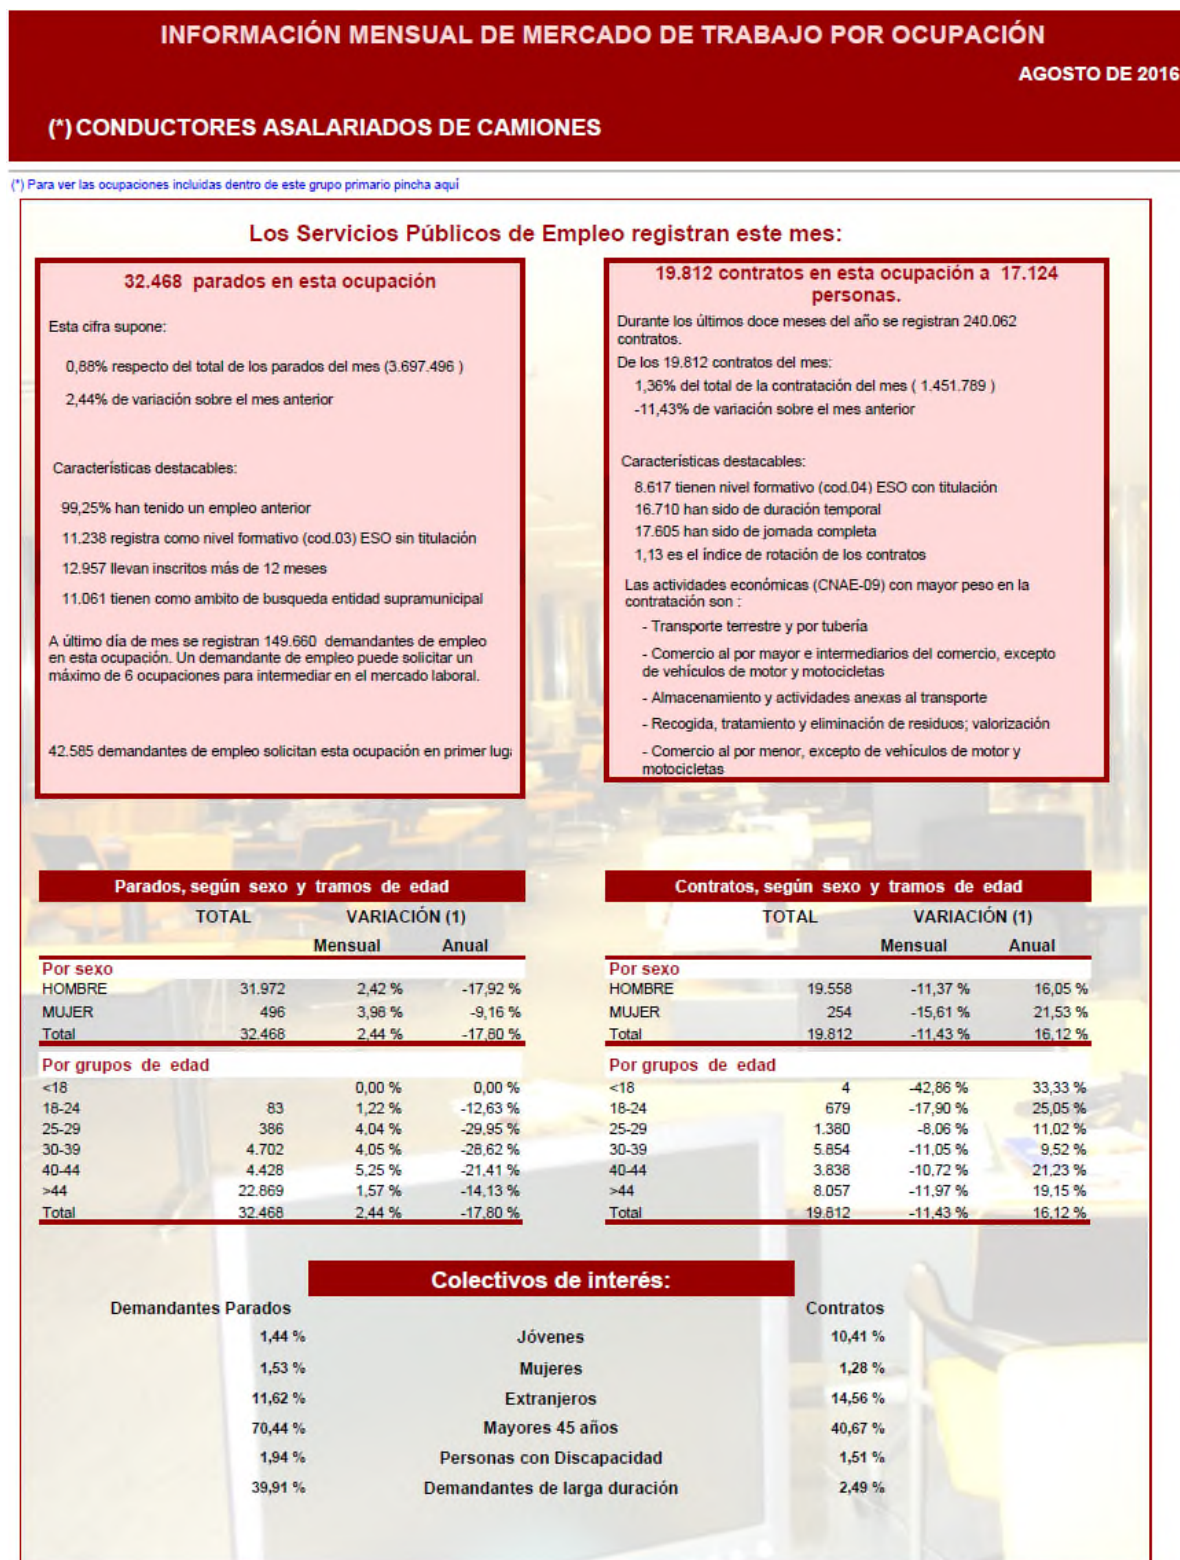 INFORMACIÓN MENSUAL DE MERCADO DE TRABAJO POR OCUPACIÓN
AGOSTO DE 2016
(*) CONDUCTORES ASALARIADOS DE CAMIONES
(*) Para ver las ocupaciones incluidas dentro de este grupo primario pincha aquí
Los Servicios Públicos de Empleo registran este mes:
32.468 parados en esta ocupación
Esta cifra supone:
0,88% respecto del total de los parados del mes (3.697.496 )
2,44% de variación sobre el mes anterior
Características destacables:
99,25% han tenido un empleo anterior
11.238 registra como nivel formativo (cod.03) ESO sin titulación
12.957 llevan inscritos más de 12 meses
11.061 tienen como ambito de busqueda entidad supramunicipal
A último día de mes se registran 149.660 demandantes de empleo
en esta ocupación. Un demandante de empleo puede solicitar un
máximo de 6 ocupaciones para intermediar en el mercado laboral.
42.585 demandantes de empleo solicitan esta ocupación en primer luga
19.812 contratos en esta ocupación a 17.124
personas.
Durante los últimos doce meses del año se registran 240.062
contratos.
De los 19.812 contratos del mes:
1,36% del total de la contratación del mes ( 1.451.789 )
-11,43% de variación sobre el mes anterior
Características destacables:
8.617 tienen nivel formativo (cod.04) ESO con titulación
16.710 han sido de duración temporal
17.605 han sido de jornada completa
1,13 es el índice de rotación de los contratos
Las actividades económicas (CNAE-09) con mayor peso en la
contratación son :
- Transporte terrestre y por tubería
- Comercio al por mayor e intermediarios del comercio, excepto
de vehículos de motor y motocicletas
- Almacenamiento y actividades anexas al transporte
- Recogida, tratamiento y eliminación de residuos; valorización
- Comercio al por menor, excepto de vehículos de motor y
motocicletas
Parados, según sexo y tramos de edad
TOTAL VARIACIÓN (1)
Mensual Anual
Por sexo
HOMBRE 31.972 2,42 % -17,92 %
MUJER 496 3,98 % -9,16 %
Total 32.468 2,44 % -17,80 %
Por grupos de edad
<18 0,00 % 0,00 %
18-24 83 1,22 % -12,63 %
25-29 386 4,04 % -29,95 %
30-39 4.702 4,05 % -28,62 %
40-44 4.428 5,25 % -21,41 %
>44 22.869 1,57 % -14,13 %
Total 32.468 2,44 % -17,80 %
Contratos, según sexo y tramos de edad
TOTAL VARIACIÓN (1)
Mensual Anual
Por sexo
HOMBRE 19.558 -11,37 % 16,05 %
MUJER 254 -15,61 % 21,53 %
Total 19.812 -11,43 % 16,12 %
Por grupos de edad
<18 4 -42,86 % 33,33 %
18-24 679 -17,90 % 25,05 %
25-29 1.380 -8,06 % 11,02 %
30-39 5.854 -11,05 % 9,52 %
40-44 3.838 -10,72 % 21,23 %
>44 8.057 -11,97 % 19,15 %
Total 19.812 -11,43 % 16,12 %
Colectivos de interés:
Demandantes Parados Contratos
1,44 % Jóvenes 10,41 %
1,53 % Mujeres 1,28 %
11,62 % Extranjeros 14,56 %
70,44 % Mayores 45 años 40,67 %
1,94 % Personas con Discapacidad 1,51 %
39,91 % Demandantes de larga duración 2,49 %